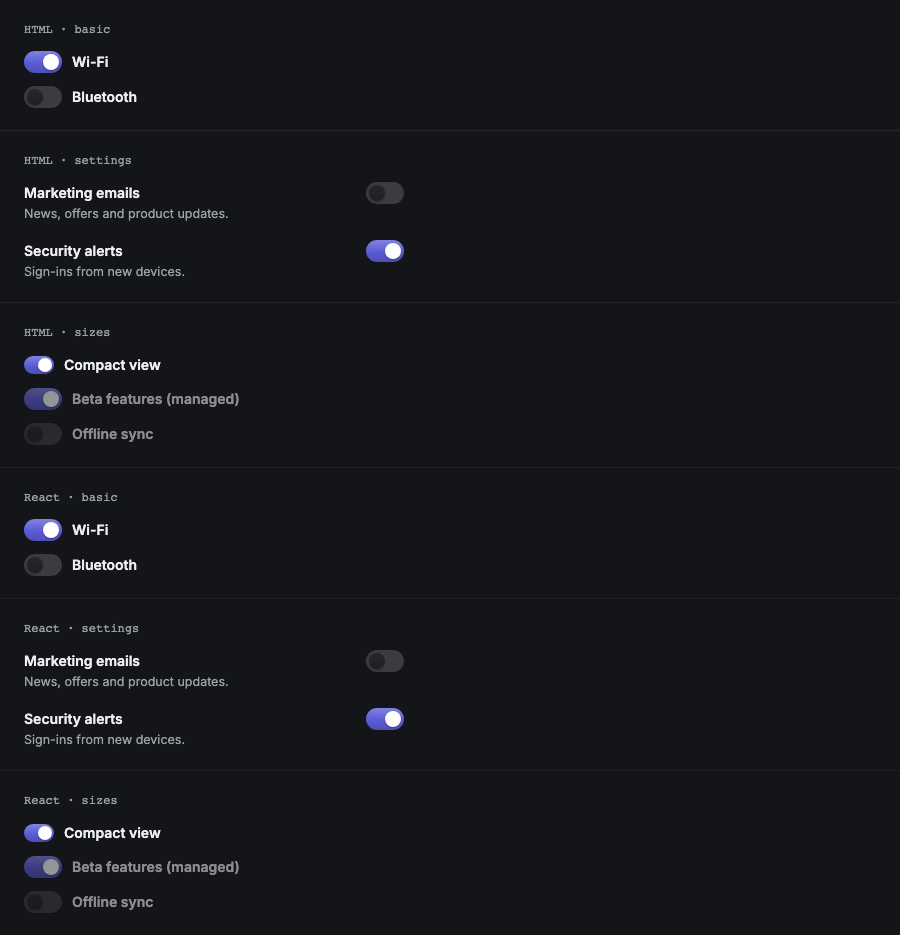 HTML · basic
Wi-Fi
Bluetooth
HTML · settings
Marketing emails
News, offers and product updates.
Security alerts
Sign-ins from new devices.
HTML · sizes
Compact view
Beta features (managed)
Offline sync
React · basic
Wi-Fi
Bluetooth
React · settings
Marketing emails
News, offers and product updates.
Security alerts
Sign-ins from new devices.
React · sizes
Compact view
Beta features (managed)
Offline sync